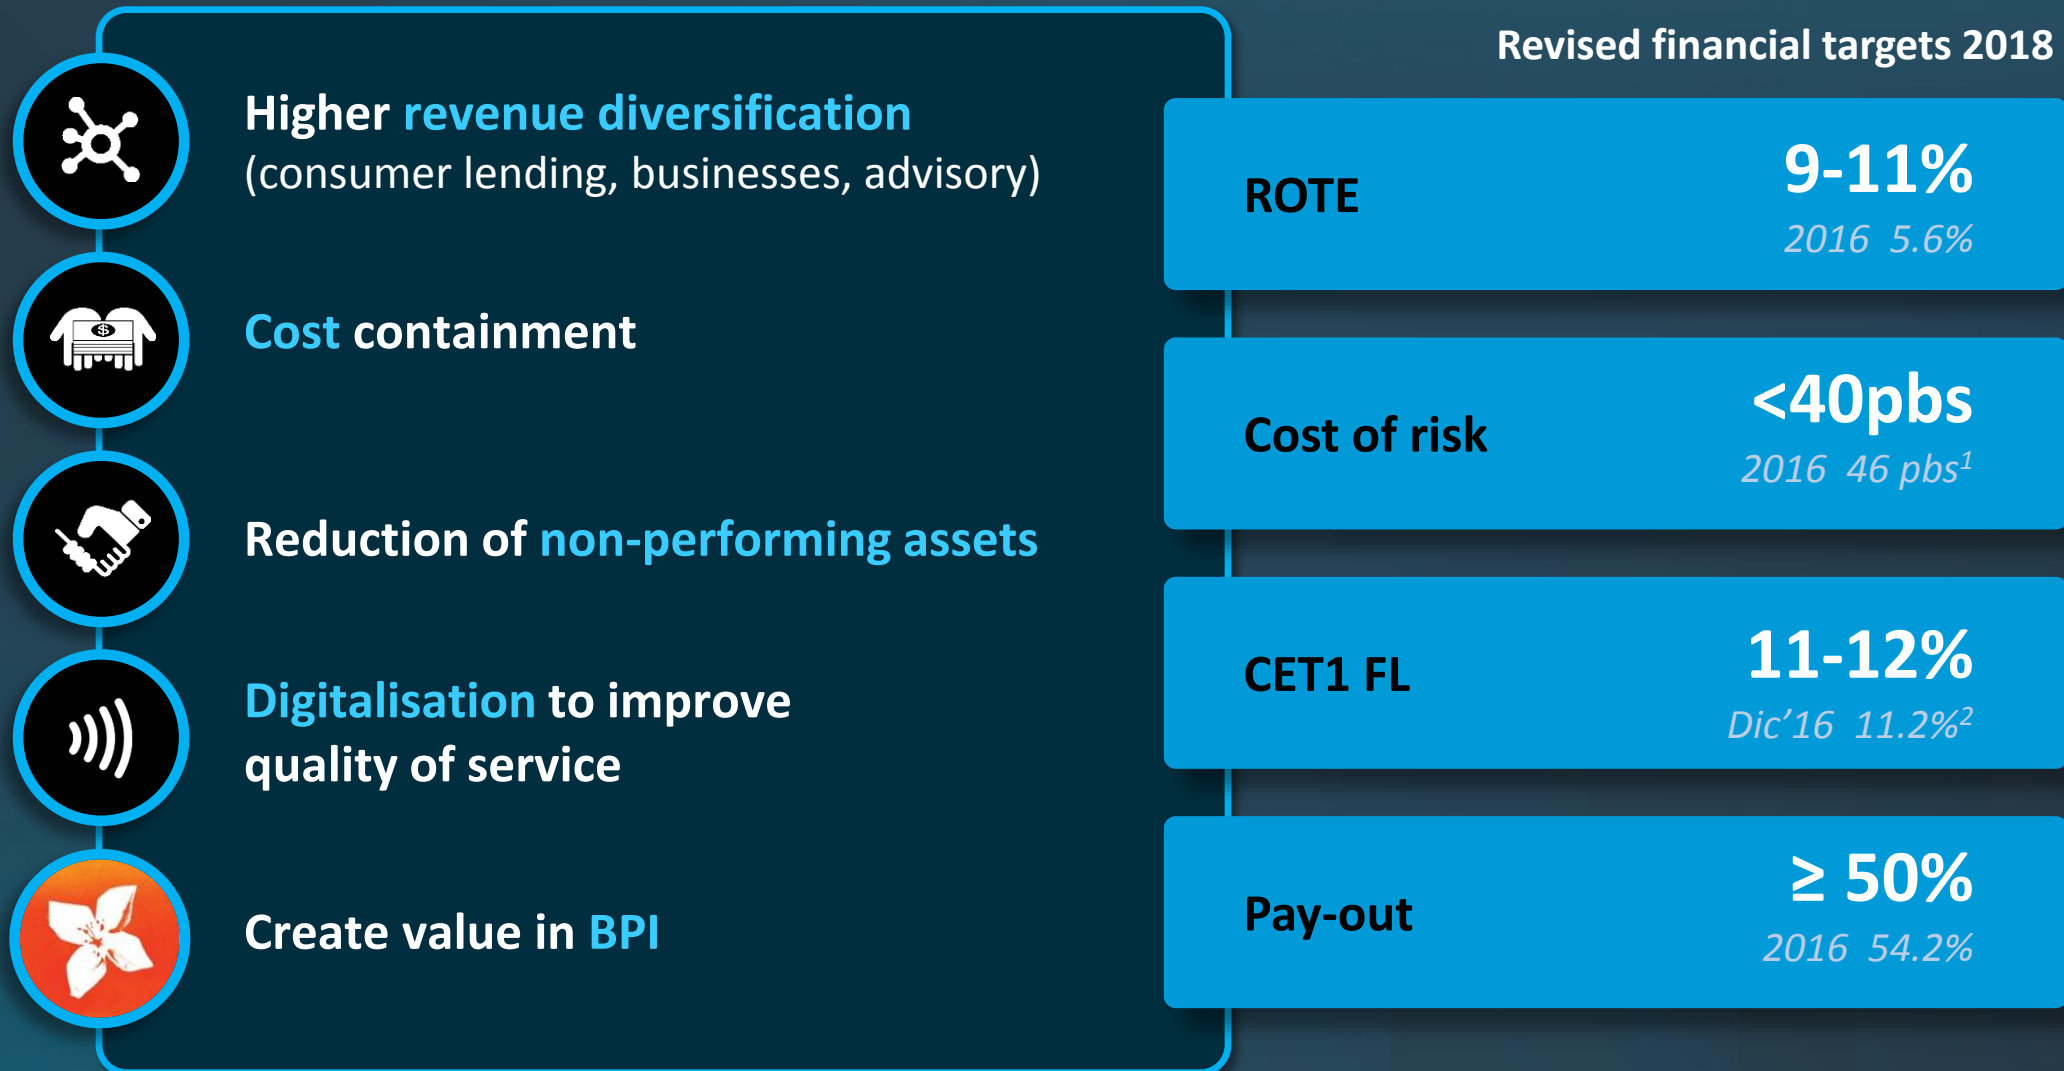 Revised financial targets 2018
Higher revenue diversification
(consumer lending, businesses, advisory)
Cost containment
Reduction of non-performing assets
Digitalisation to improve
quality of service
Create value in BPI
ROTE
9-11%
2016 5.6%
Cost of risk
<40pbs
2016 46 pbs¹
CET1 FL
11-12%
Dic’16 11.2%²
Pay-out
≥ 50%
2016 54.2%